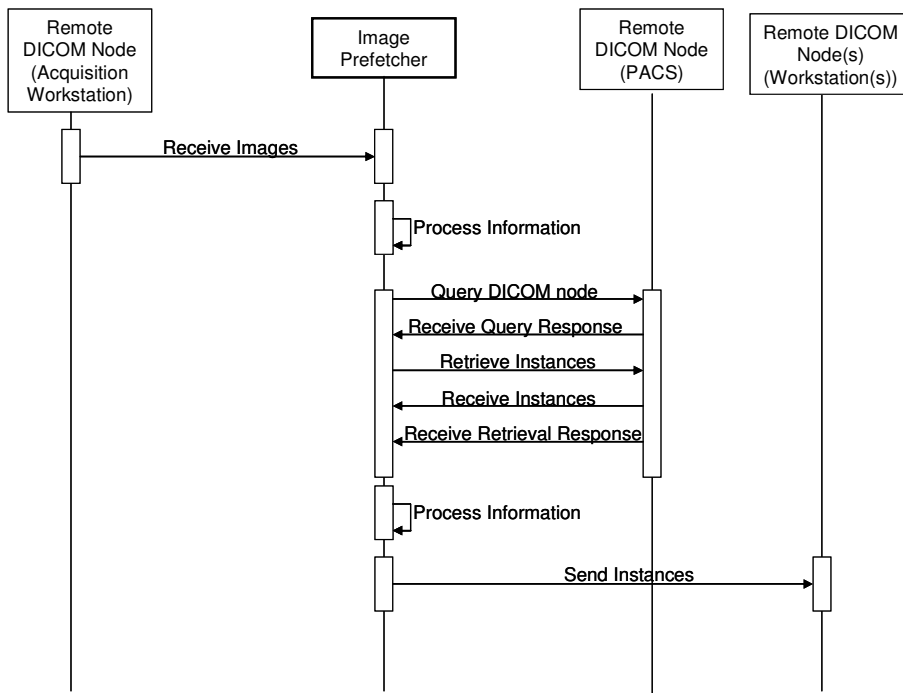 Remote
DICOM Node
(Acquisition
Workstation)
Image
Prefetcher
Remote
DICOM Node
(PACS)
Remote DICOM
Node(s)
(Workstation(s))
Receive Images
Process Information
Query DICOM node
Receive Query Response
Retrieve Instances
Receive Instances
Receive Retrieval Response
Process Information
Send Instances